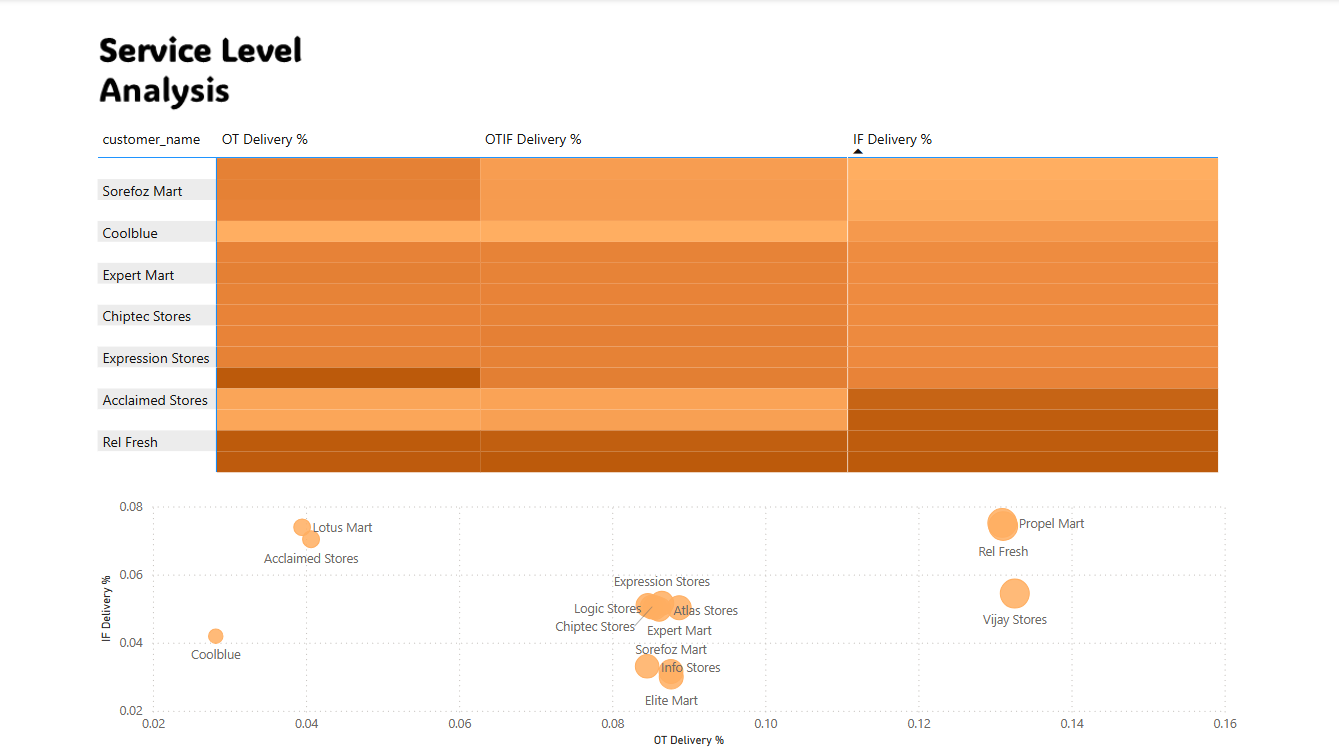 Service Level
Analysis
customer_name OT Delivery % OTIF Delivery % IF Delivery %
Sorefoz Mart
Coolblue
Expert Mart
Chiptec Stores
Expression Stores
Acclaimed Stores
Rel Fresh
0.08
Lotus Mart
Propel Mart
Acclaimed Stores
Rel Fresh
0.06
Expression Stores
IF Delivery %
Logic Stores
Atlas Stores
Vijay Stores
Chiptec Stores
Expert Mart
0.04
Coolblue
Sorefoz Mart
Info Stores
Elite Mart
0.02
0.02 0.04 0.06 0.08 0.10 0.12 0.14 0.16
OT Delivery %